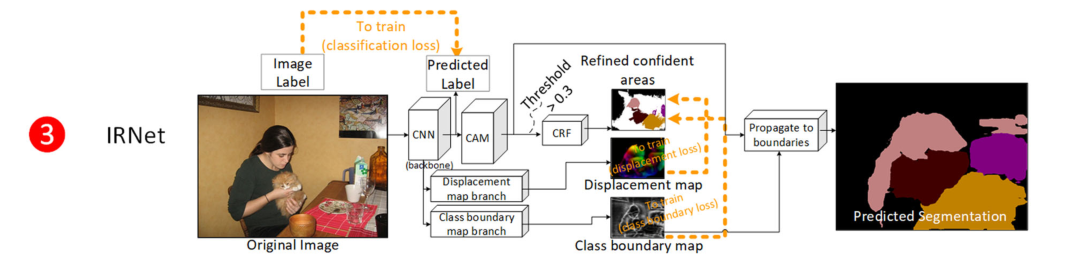 3
IRNet
To train
(classification loss)
Image
Label
Predicted
Label
Original Image
CNN
(backbone)
CAM
Threshold
> 0.3
CRF
Refined confident
areas
Displacement
map branch
To train
(displacement loss)
Displacement map
Class boundary
map branch
To train
(class boundary loss)
Class boundary map
Propagate to
boundaries
Predicted Segmentation